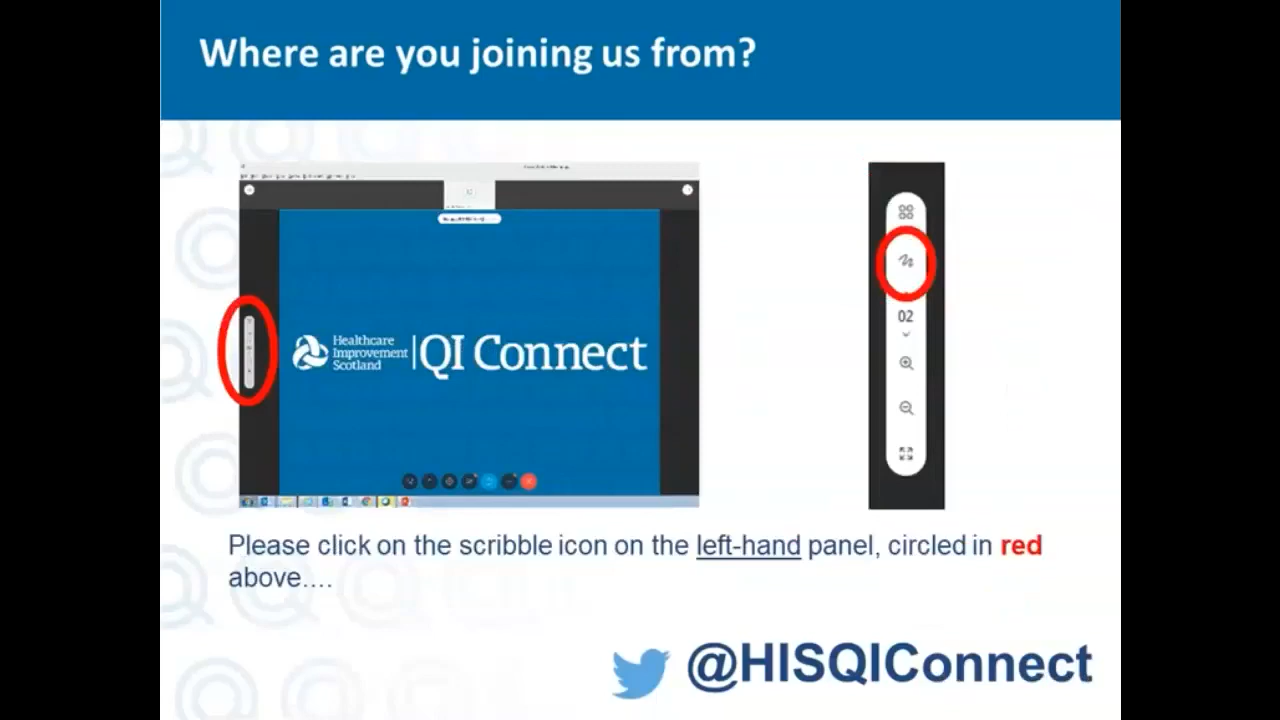 Where are you joining us from?
Healthcare
Improvement
Scotland
QI Connect
02
Please click on the scribble icon on the left-hand panel, circled in red
above....
@HISQIConnect